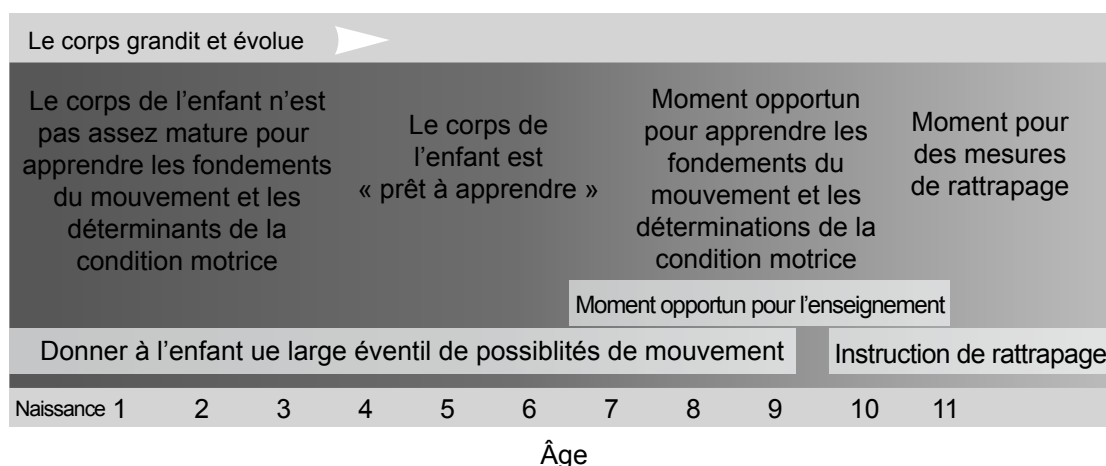 Le corps grandit et évolue
Le corps de l’enfant n’est
pas assez mature pour
apprendre les fondements
du mouvement et les
déterminants de la
condition motrice
Le corps de
l’enfant est
« prêt à apprendre »
Moment opportun
pour apprendre les
fondements du
mouvement et les
déterminations de la
condition motrice
Moment pour
des mesures
de rattrapage
Moment opportun pour l’enseignement
Donner à l’enfant ue large éventil de possiblités de mouvement
Instruction de rattrapage
Naissance 1 2 3 4 5 6 7 8 9 10 11
Âge